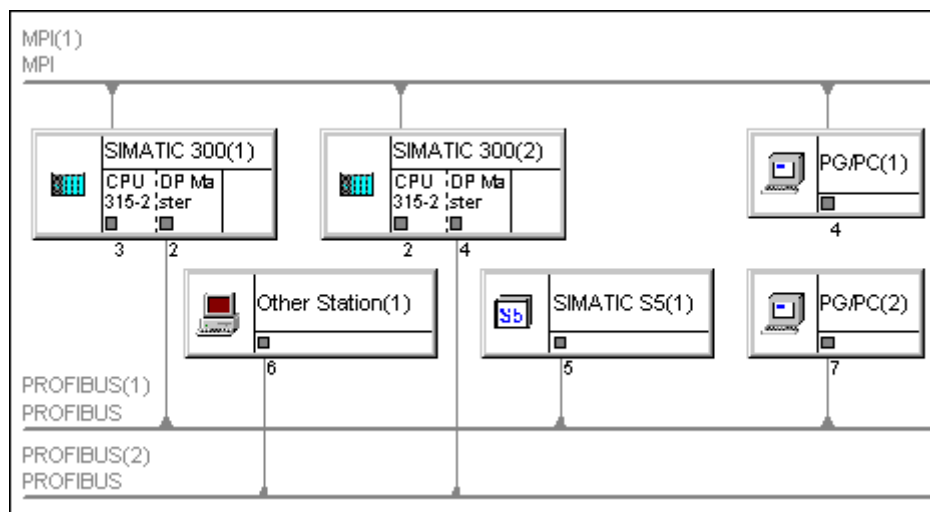 MPI(1)
MPI
SIMATIC 300(1)
CPU 315-2
DP Ma ster
3
2
SIMATIC 300(2)
CPU 315-2
DP Ma ster
2
4
PG/PC(1)
4
Other Station(1)
6
S5
SIMATIC S5(1)
5
PG/PC(2)
7
PROFIBUS(1)
PROFIBUS
PROFIBUS(2)
PROFIBUS